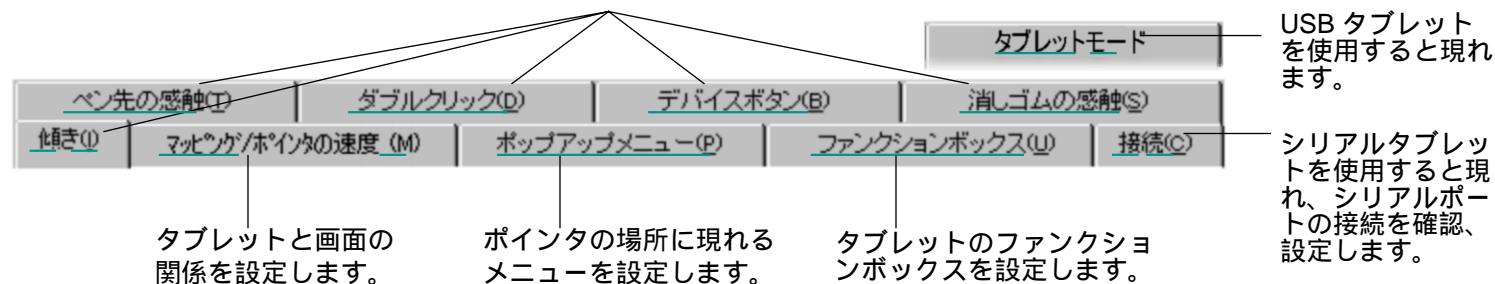 タブレットモード
USB タブレット
を使用すると現れ
ます。
ペン先の感触(T) ダブルクリック(D) デバイスボタン(B) 消しゴムの感触(S)
傾き(I) マッピング/ポインタの速度 (M) ポップアップメニュー(P) ファンクションボックス(U) 接続(C)
シリアルタブレッ
トを使用すると現
れ、シリアルポー
トの接続を確認、
設定します。
タブレットと画面の
関係を設定します。
ポインタの場所に現れる
メニューを設定します。
タブレットのファンクショ
ンボックスを設定します。